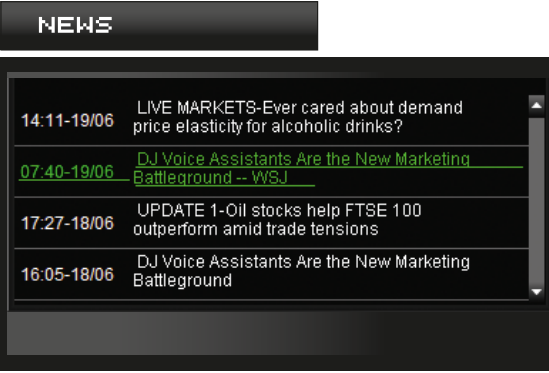 NEWS
14:11-19/06 LIVE MARKETS-Ever cared about demand
price elasticity for alcoholic drinks?
07:40-19/06 DJ Voice Assistants Are the New Marketing
Battleground -- WSJ
17:27-18/06 UPDATE 1-Oil stocks help FTSE 100
outperform amid trade tensions
16:05-18/06 DJ Voice Assistants Are the New Marketing
Battleground